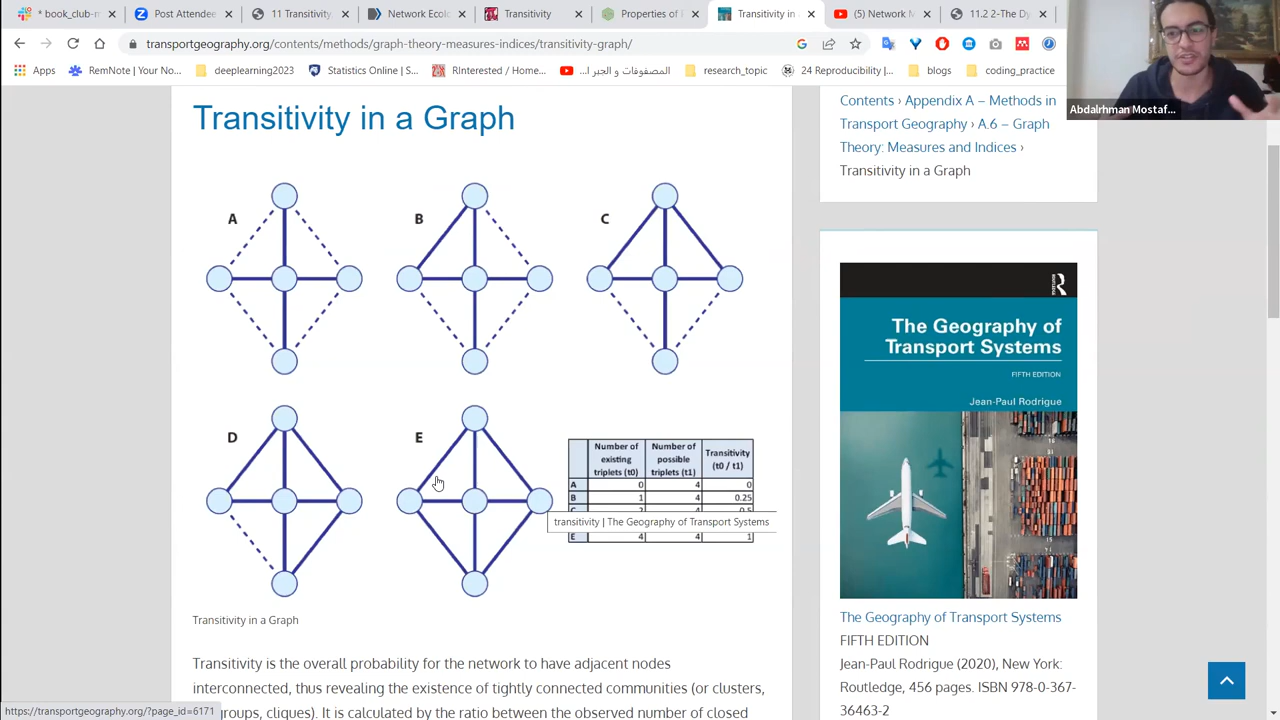 * book_club-m
Post Attendee
11 Transitivity,
Network Ecolo
Transitivity
Properties of N
Transitivity in
(5) Network M
11.2 2-The Dy
transportgeography.org/contents/methods/graph-theory-measures-indices/transitivity-graph/
Apps
RemNote | Your No...
deeplearning2023
Statistics Online | S...
RInterested / Home...
المصفوفات و الجبر ا...
research_topic
24 Reproducibility |...
blogs
coding_practice
Abdalrhman Mostaf...
Transitivity in a Graph
A
B
C
D
E
Number of existing triplets (t0)
Number of possible triplets (t1)
Transitivity (t0 / t1)
A 0 4 0
B 1 4 0.25
E 4 4 1
transitivity | The Geography of Transport Systems
Transitivity in a Graph
Transitivity is the overall probability for the network to have adjacent nodes
interconnected, thus revealing the existence of tightly connected communities (or clusters,
groups, cliques). It is calculated by the ratio between the observed number of closed
https://transportgeography.org/?page_id=6171
Contents › Appendix A – Methods in
Transport Geography › A.6 – Graph
Theory: Measures and Indices ›
Transitivity in a Graph
R
The Geography of
Transport Systems
FIFTH EDITION
Jean-Paul Rodrigue
The Geography of Transport Systems
FIFTH EDITION
Jean-Paul Rodrigue (2020), New York:
Routledge, 456 pages. ISBN 978-0-367-
36463-2